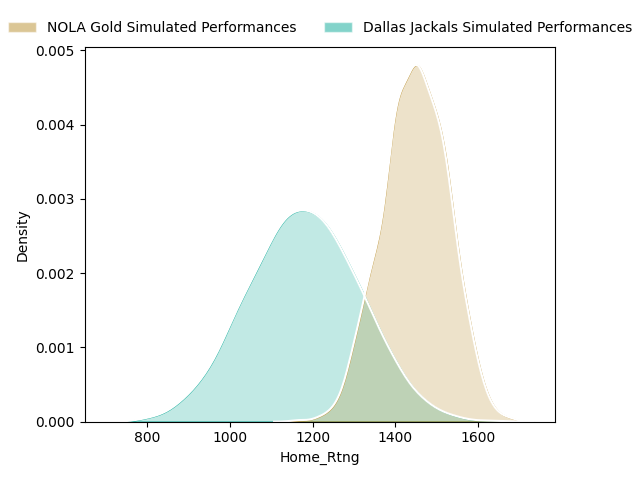 NOLA Gold Simulated Performances
Dallas Jackals Simulated Performances
0.005
0.004
0.003
0.002
0.001
0.000
Density
800
1000
1200
1400
1600
Home_Rtng